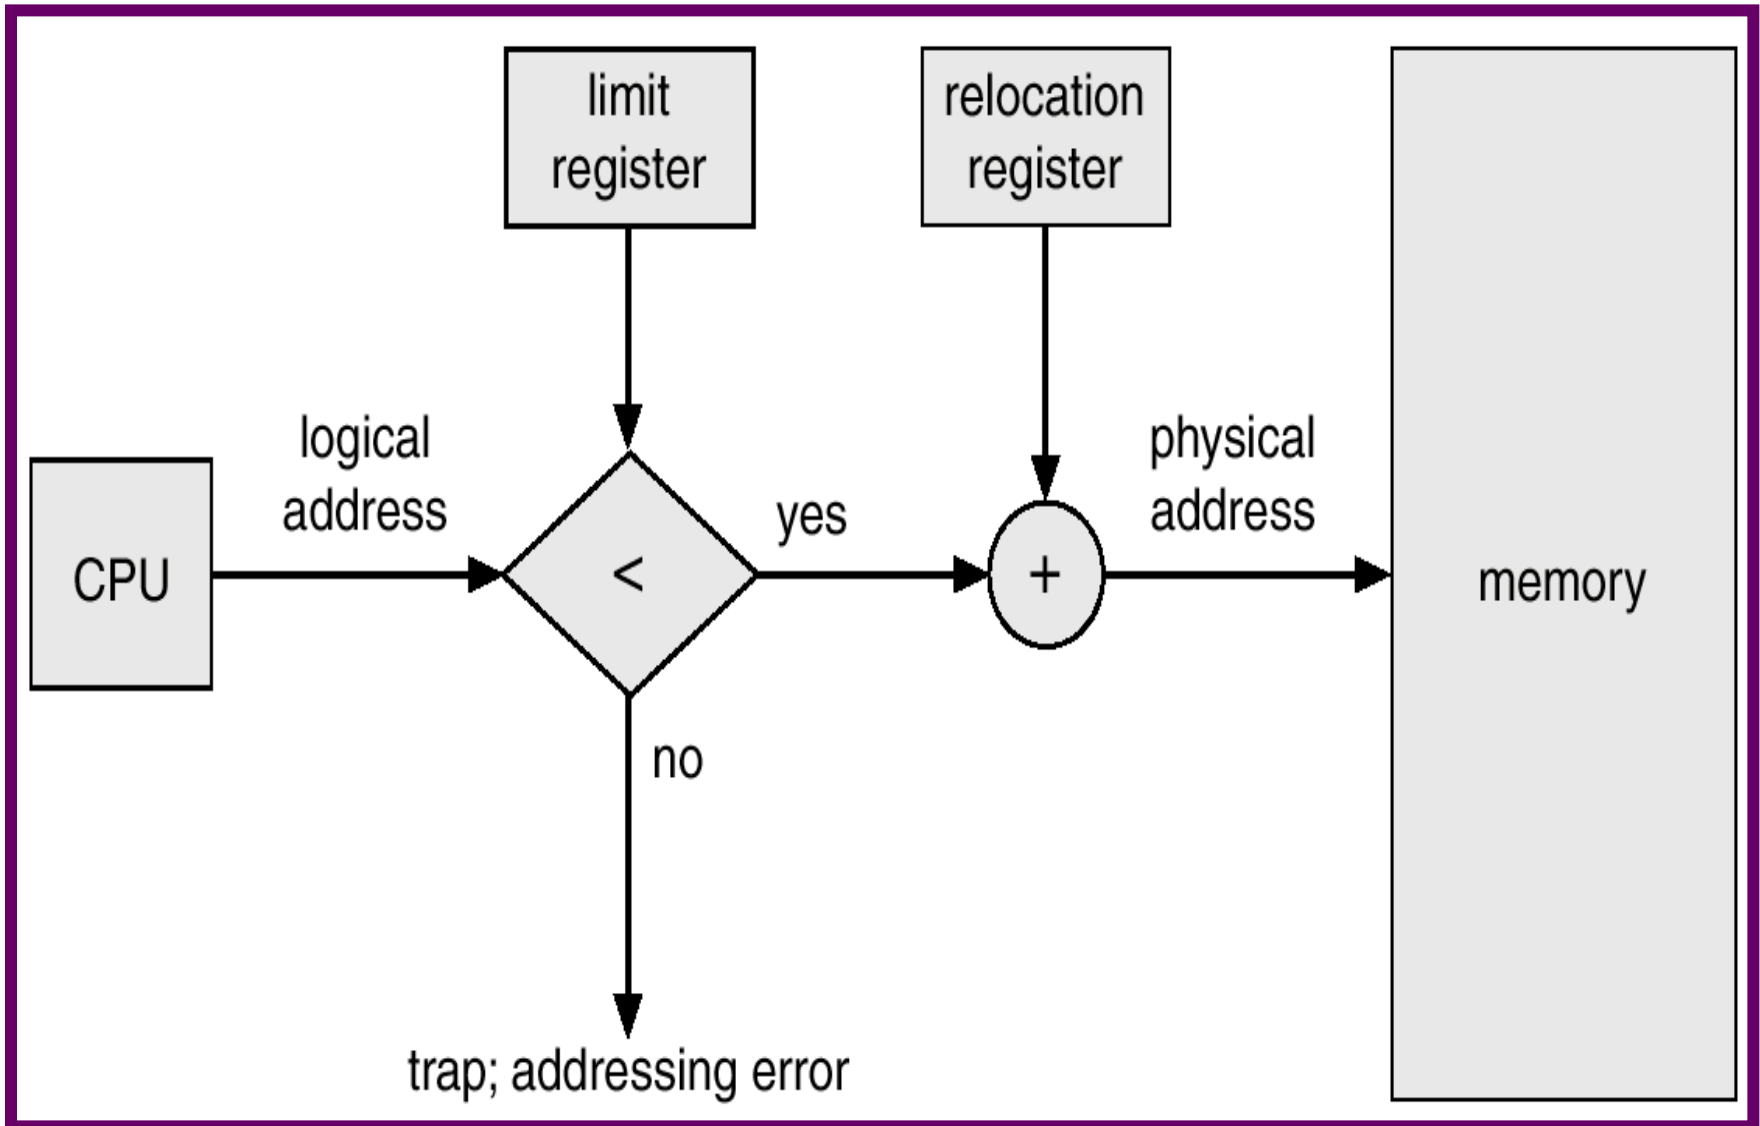 limit
register
relocation
register
logical
address
physical
address
yes
CPU
<
+
memory
no
trap; addressing error